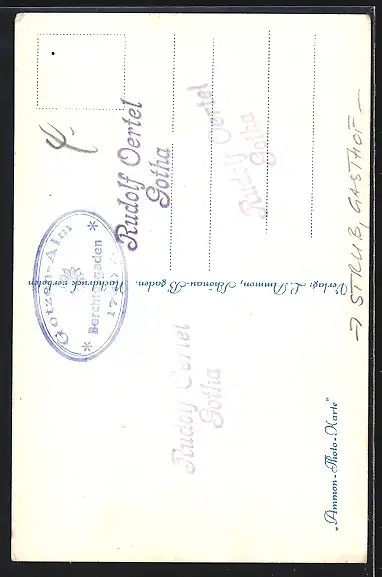 Rudolf Oertel
Gotha
Rudolf Oertel
Gotha
Rudolf Oertel
Gotha
Gotzen-Alm
* Berchtesgaden *
Verlag: L. Ammon, Schönau-B'gaden. Nachdruck verboten
→ STRUB, GASTHOF —
„Ammon-Photo-Karte“